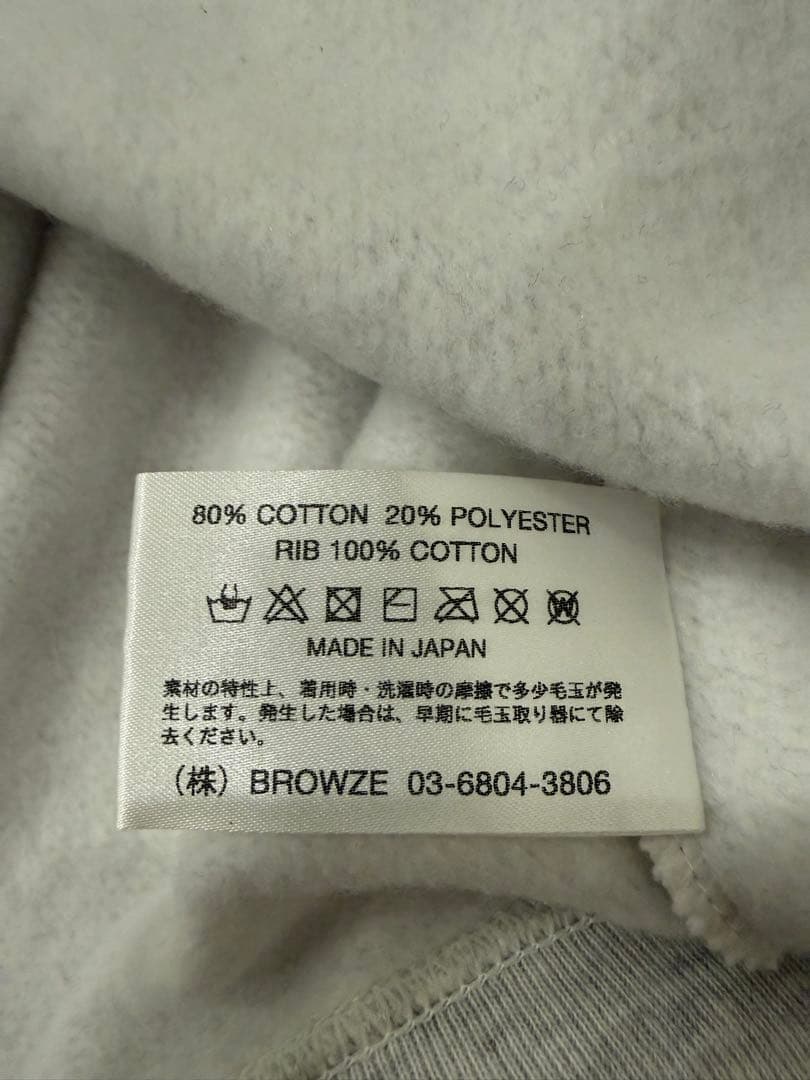 80% COTTON 20% POLYESTER
RIB 100% COTTON
W
MADE IN JAPAN
素材の特性上、着用時・洗濯時の摩擦で多少毛玉が発
生します。発生した場合は、早期に毛玉取り器にて除
去ください。
(株) BROWZE 03-6804-3806